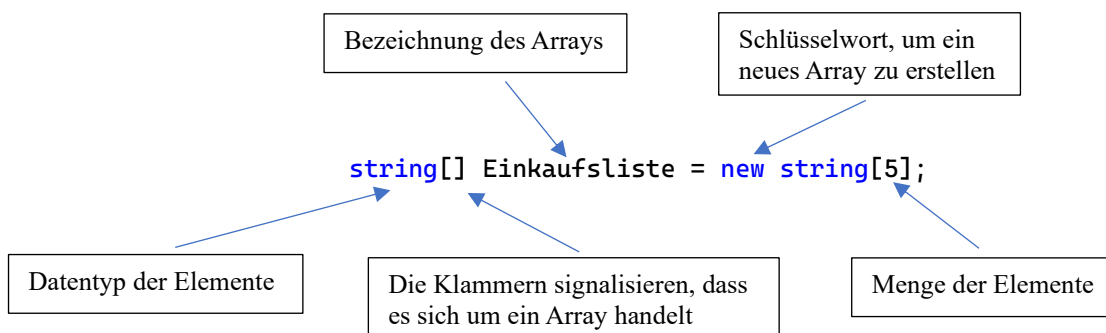 Bezeichnung des Arrays
Schlüsselwort, um ein
neues Array zu erstellen
string[] Einkaufsliste = new string[5];
Datentyp der Elemente
Die Klammern signalisieren, dass
es sich um ein Array handelt
Menge der Elemente